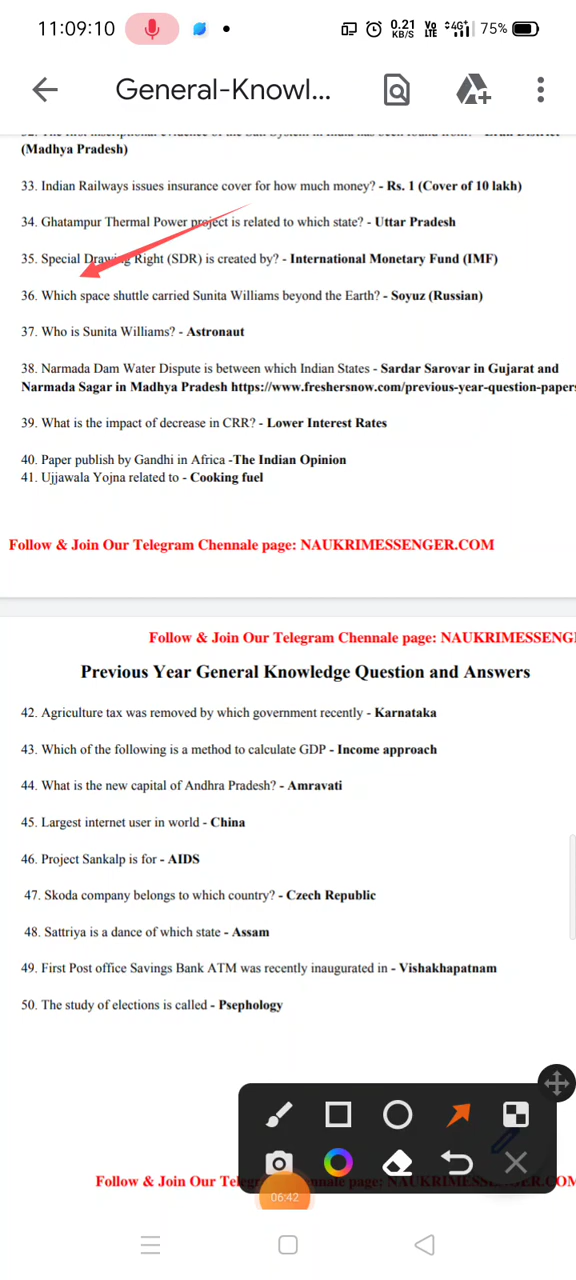 11:09:10
0.21 KB/S Vo LTE 4G+ 75%
General-Knowl...
(Madhya Pradesh)
33. Indian Railways issues insurance cover for how much money? - Rs. 1 (Cover of 10 lakh)
34. Ghatampur Thermal Power project is related to which state? - Uttar Pradesh
35. Special Drawing Right (SDR) is created by? - International Monetary Fund (IMF)
36. Which space shuttle carried Sunita Williams beyond the Earth? - Soyuz (Russian)
37. Who is Sunita Williams? - Astronaut
38. Narmada Dam Water Dispute is between which Indian States - Sardar Sarovar in Gujarat and
Narmada Sagar in Madhya Pradesh https://www.freshersnow.com/previous-year-question-papers
39. What is the impact of decrease in CRR? - Lower Interest Rates
40. Paper publish by Gandhi in Africa -The Indian Opinion
41. Ujjawala Yojna related to - Cooking fuel
Follow & Join Our Telegram Chennale page: NAUKRIMESSENGER.COM
Follow & Join Our Telegram Chennale page: NAUKRIMESSENG
Previous Year General Knowledge Question and Answers
42. Agriculture tax was removed by which government recently - Karnataka
43. Which of the following is a method to calculate GDP - Income approach
44. What is the new capital of Andhra Pradesh? - Amravati
45. Largest internet user in world - China
46. Project Sankalp is for - AIDS
47. Skoda company belongs to which country? - Czech Republic
48. Sattriya is a dance of which state - Assam
49. First Post office Savings Bank ATM was recently inaugurated in - Vishakhapatnam
50. The study of elections is called - Psephology
Follow & Join Our
06:42